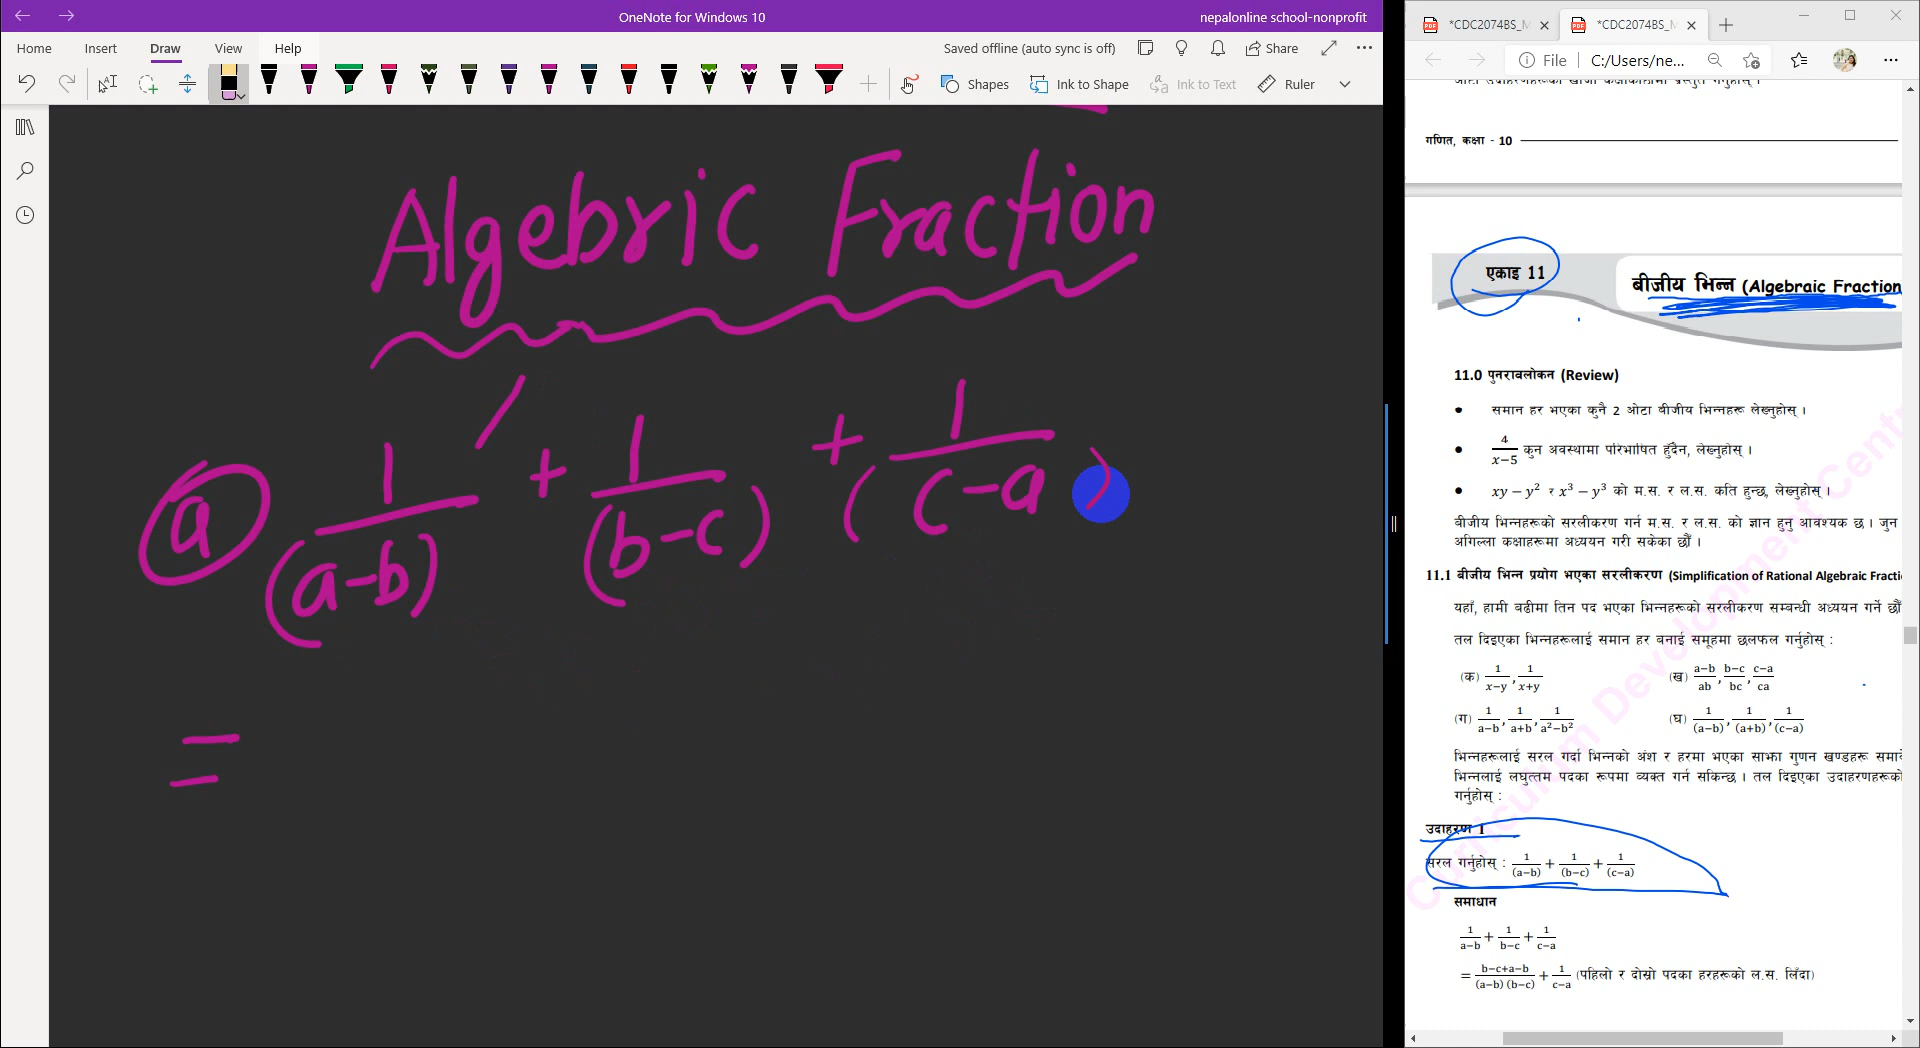 OneNote for Windows 10
nepalonline school-nonprofit
Home Insert Draw View Help
Saved offline (auto sync is off) Share
Shapes Ink to Shape Ink to Text Ruler
Algebric Fraction
a 1/(a-b) + 1/(b-c) + 1/(c-a)
=
*CDC2074BS_M *CDC2074BS_M
File C:/Users/ne...
गणित, कक्षा - 10
एकाइ 11
बीजीय भिन्न (Algebraic Fraction
11.0 पुनरावलोकन (Review)
• समान हर भएका कुनै 2 ओटा बीजीय भिन्नहरू लेख्नुहोस् ।
• 4/x−5 कुन अवस्थामा परिभाषित हुँदैन, लेख्नुहोस् ।
• xy − y² र x³ − y³ को म.स. र ल.स. कति हुन्छ, लेख्नुहोस् ।
बीजीय भिन्नहरूको सरलीकरण गर्न म.स. र ल.स. को ज्ञान हुनु आवश्यक छ । जुन
अगिल्ला कक्षाहरूमा अध्ययन गरी सकेका छौँ ।
11.1 बीजीय भिन्न प्रयोग भएका सरलीकरण (Simplification of Rational Algebraic Fracti
यहाँ, हामी बढीमा तिन पद भएका भिन्नहरूको सरलीकरण सम्बन्धी अध्ययन गर्ने छौँ
तल दिइएका भिन्नहरूलाई समान हर बनाई समूहमा छलफल गर्नुहोस् :
(क) 1/x−y, 1/x+y (ख) a−b/ab, b−c/bc, c−a/ca
(ग) 1/a−b, 1/a+b, 1/a²−b² (घ) 1/(a−b), 1/(a+b), 1/(c−a)
भिन्नहरूलाई सरल गर्दा भिन्नको अंश र हरमा भएका साझा गुणन खण्डहरू
भिन्नलाई लघुत्तम पदका रूपमा व्यक्त गर्न सकिन्छ । तल दिइएका उदाहरणहरूको
गर्नुहोस् :
उदाहरण 1
सरल गर्नुहोस् : 1/(a−b) + 1/(b−c) + 1/(c−a)
समाधान
1/a−b + 1/b−c + 1/c−a
= b−c+a−b/(a−b)(b−c) + 1/c−a (पहिलो र दोस्रो पदका हरहरूको ल.स. लिँदा)
Curriculum Development Centr